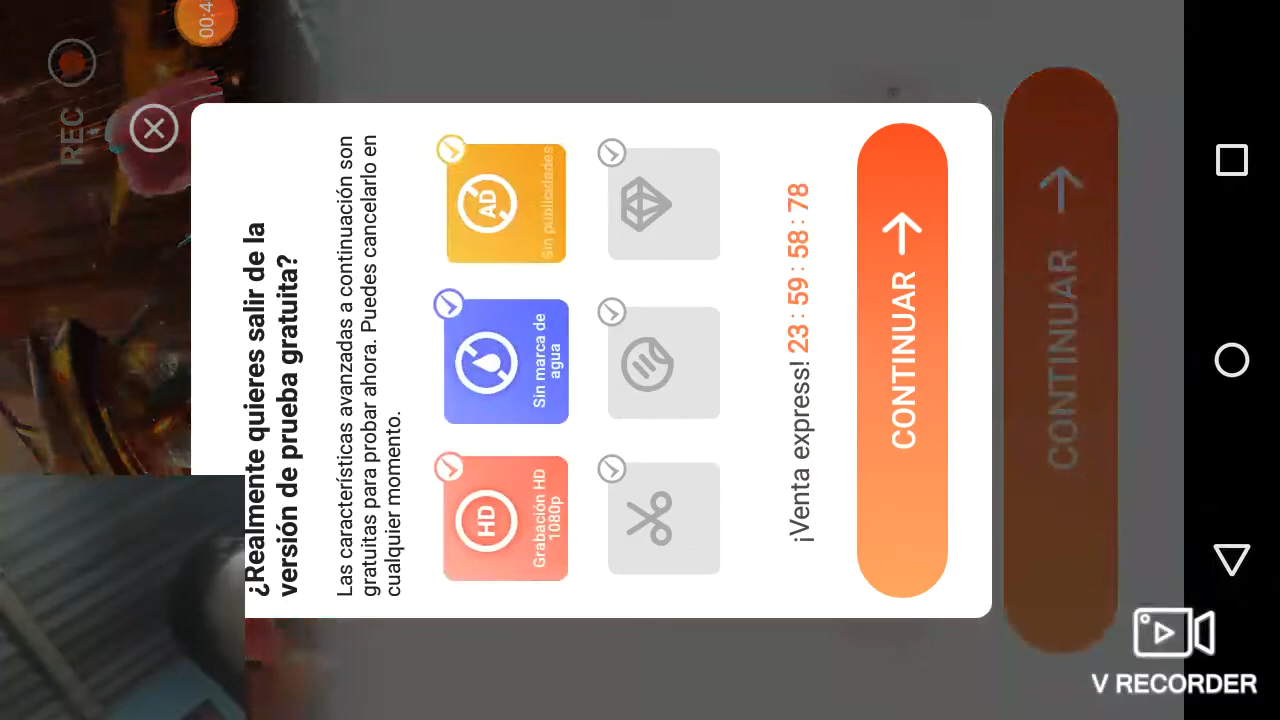 00:4
REC
¿Realmente quieres salir de la
versión de prueba gratuita?
Las características avanzadas a continuación son
gratuitas para probar ahora. Puedes cancelarlo en
cualquier momento.
HD
Grabación HD
1080p
Sin marca de
agua
AD
Sin publicidades
¡Venta express! 23 : 59 : 58 : 78
CONTINUAR
CONTINUAR
V RECORDER